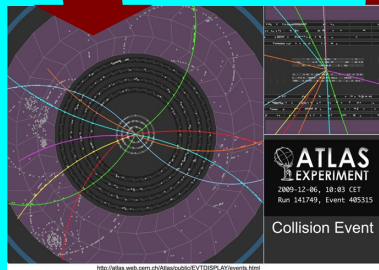 ATLAS
EXPERIMENT
2009-12-06, 10:03 CET
Run 141749, Event 405315
Collision Event
http://atlas.web.cern.ch/Atlas/public/EVTDISPLAY/events.html